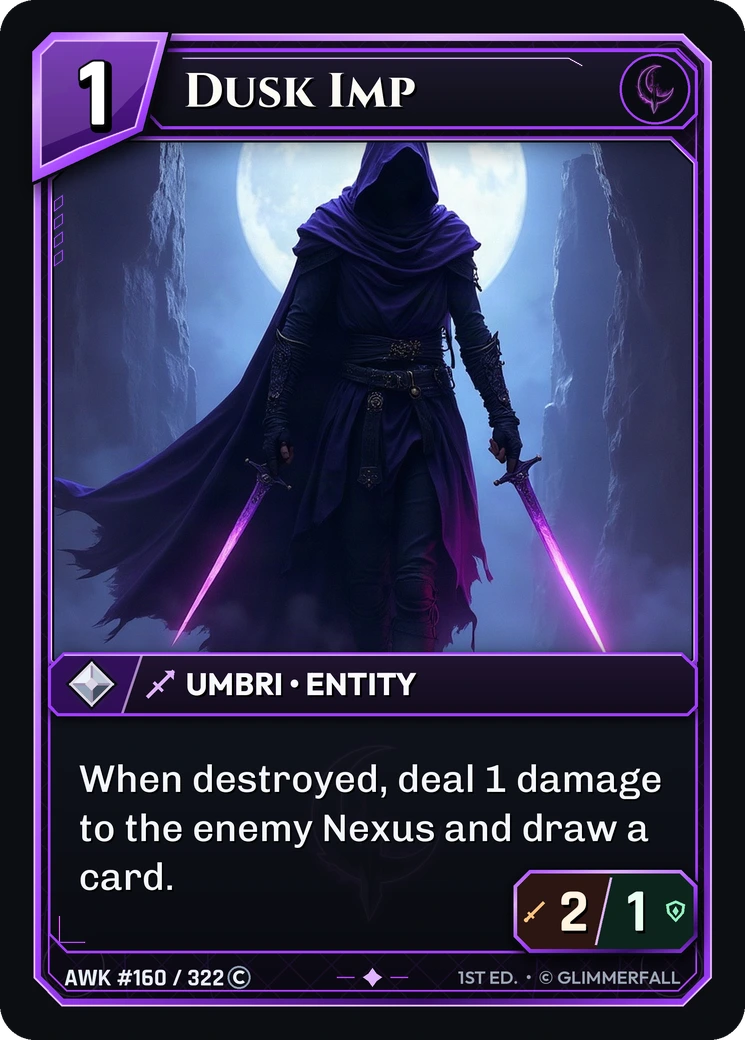 1
Dusk Imp
UMBRI • ENTITY
When destroyed, deal 1 damage
to the enemy Nexus and draw a
card.
2 / 1
AWK #160 / 322 Ⓒ
1ST ED. • © GLIMMERFALL